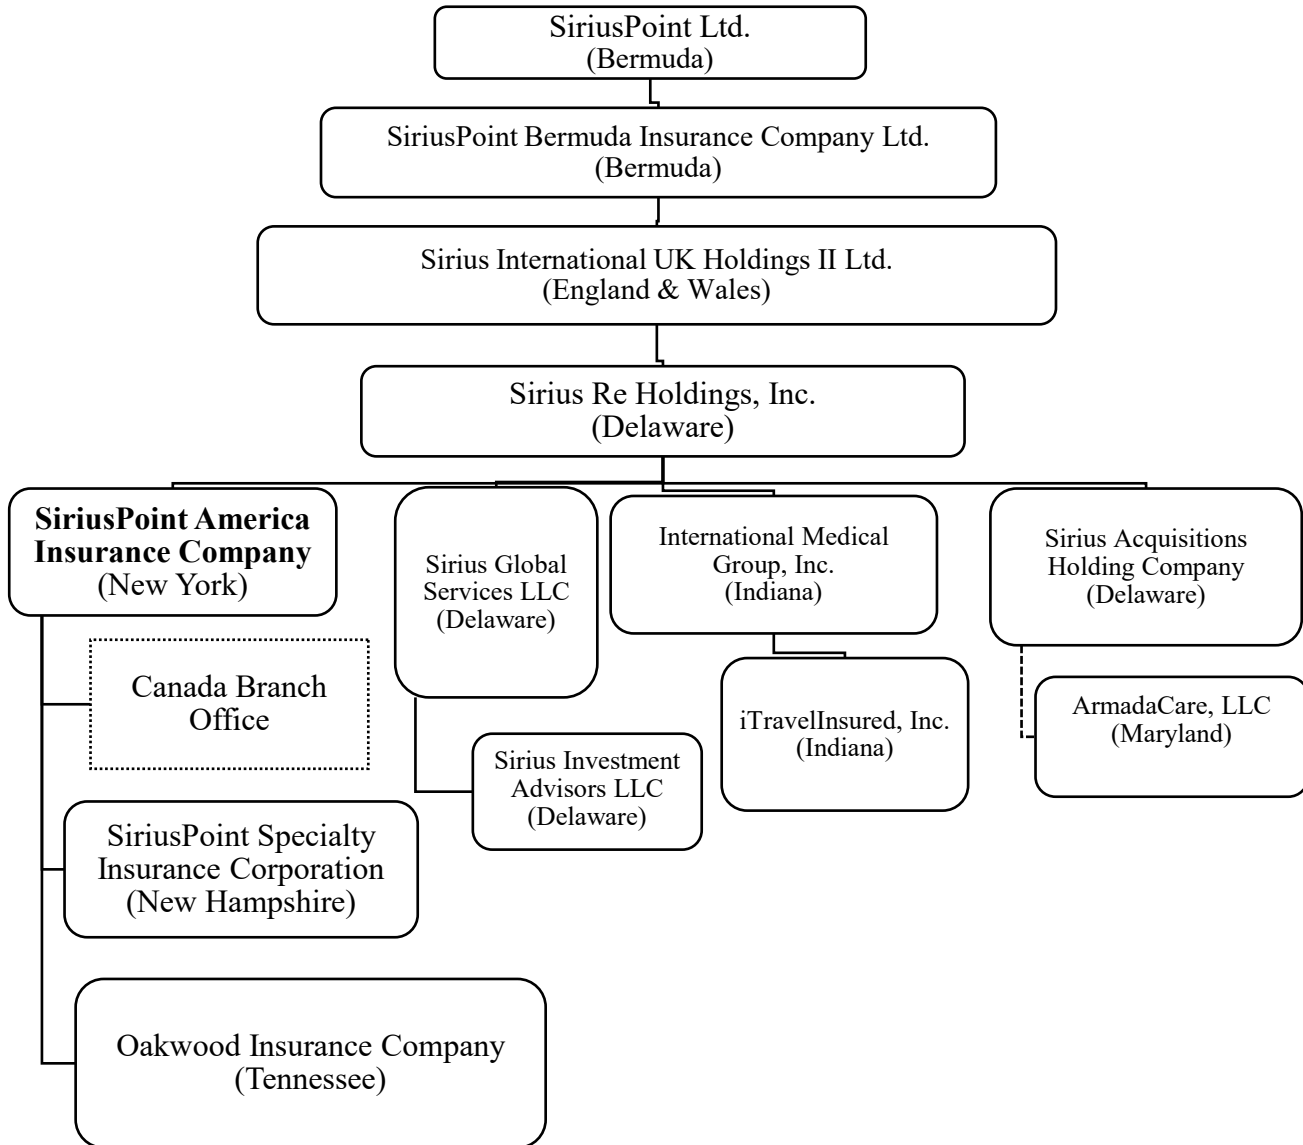 SiriusPoint Ltd.
(Bermuda)
SiriusPoint Bermuda Insurance Company Ltd.
(Bermuda)
Sirius International UK Holdings II Ltd.
(England & Wales)
Sirius Re Holdings, Inc.
(Delaware)
SiriusPoint America
Insurance Company
(New York)
Canada Branch
Office
SiriusPoint Specialty
Insurance Corporation
(New Hampshire)
Oakwood Insurance Company
(Tennessee)
Sirius Global
Services LLC
(Delaware)
Sirius Investment
Advisors LLC
(Delaware)
International Medical
Group, Inc.
(Indiana)
iTravelInsured, Inc.
(Indiana)
Sirius Acquisitions
Holding Company
(Delaware)
ArmadaCare, LLC
(Maryland)